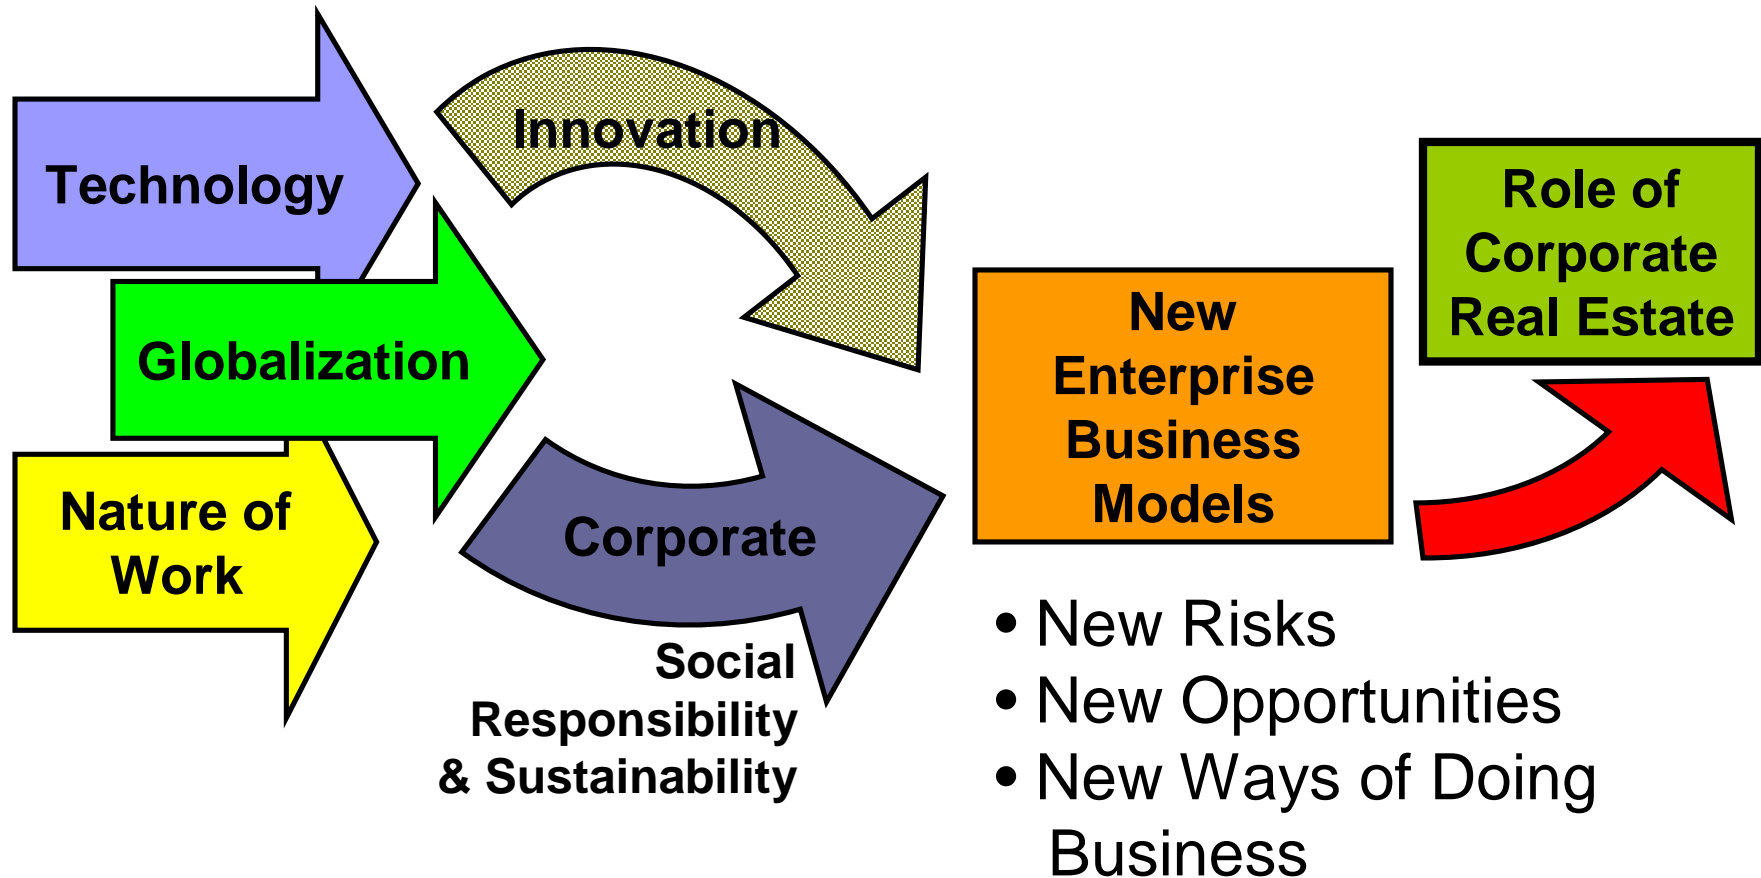 Technology
Globalization
Nature of
Work
Innovation
Corporate
Social
Responsibility
& Sustainability
New
Enterprise
Business
Models
• New Risks
• New Opportunities
• New Ways of Doing
Business
Role of
Corporate
Real Estate